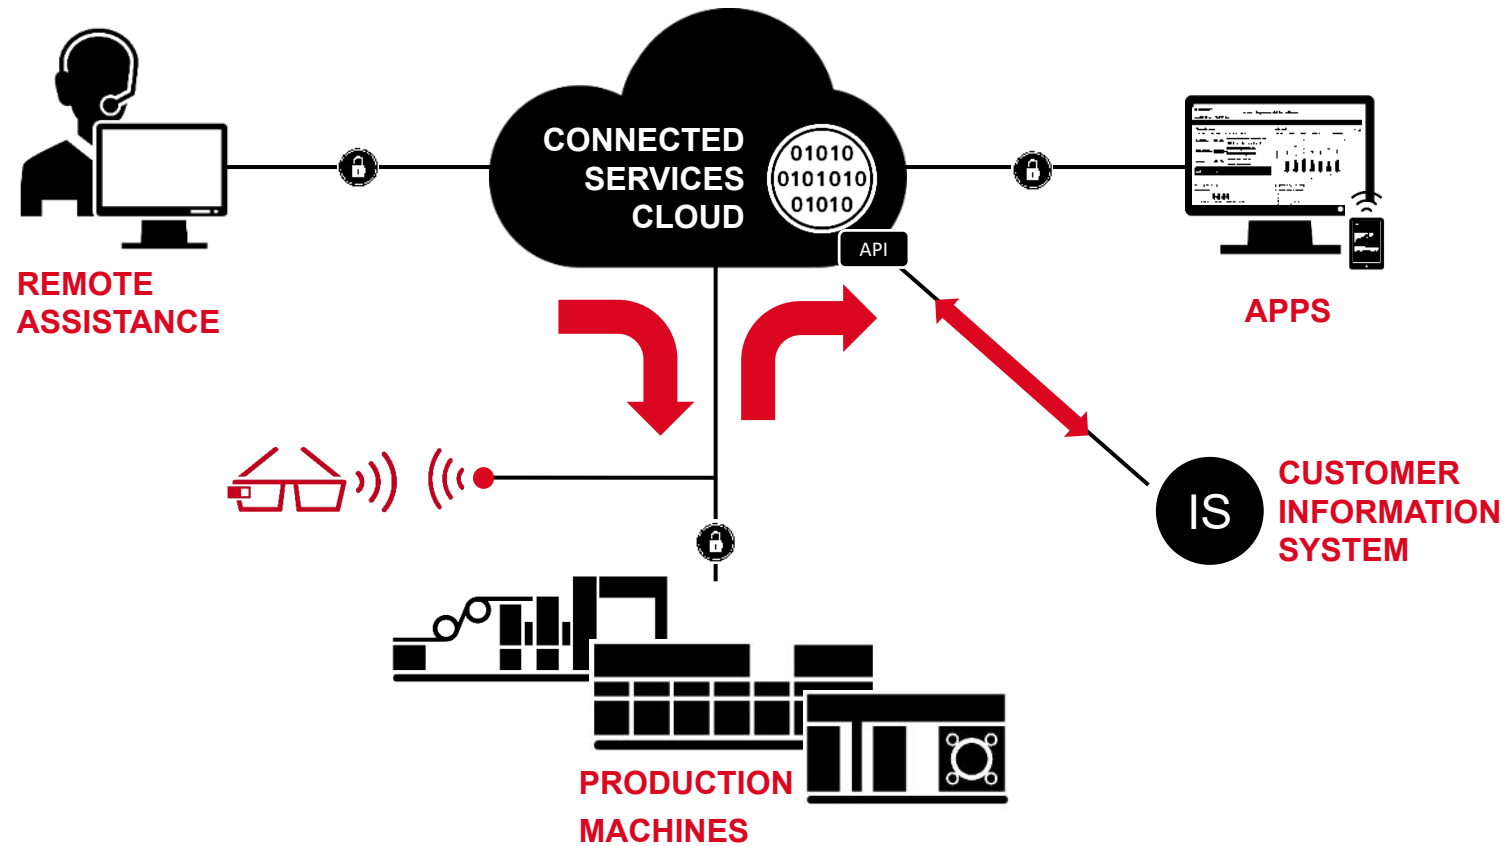 CONNECTED
SERVICES
CLOUD
01010
0101010
01010
API
REMOTE
ASSISTANCE
APPS
IS
CUSTOMER
INFORMATION
SYSTEM
PRODUCTION
MACHINES